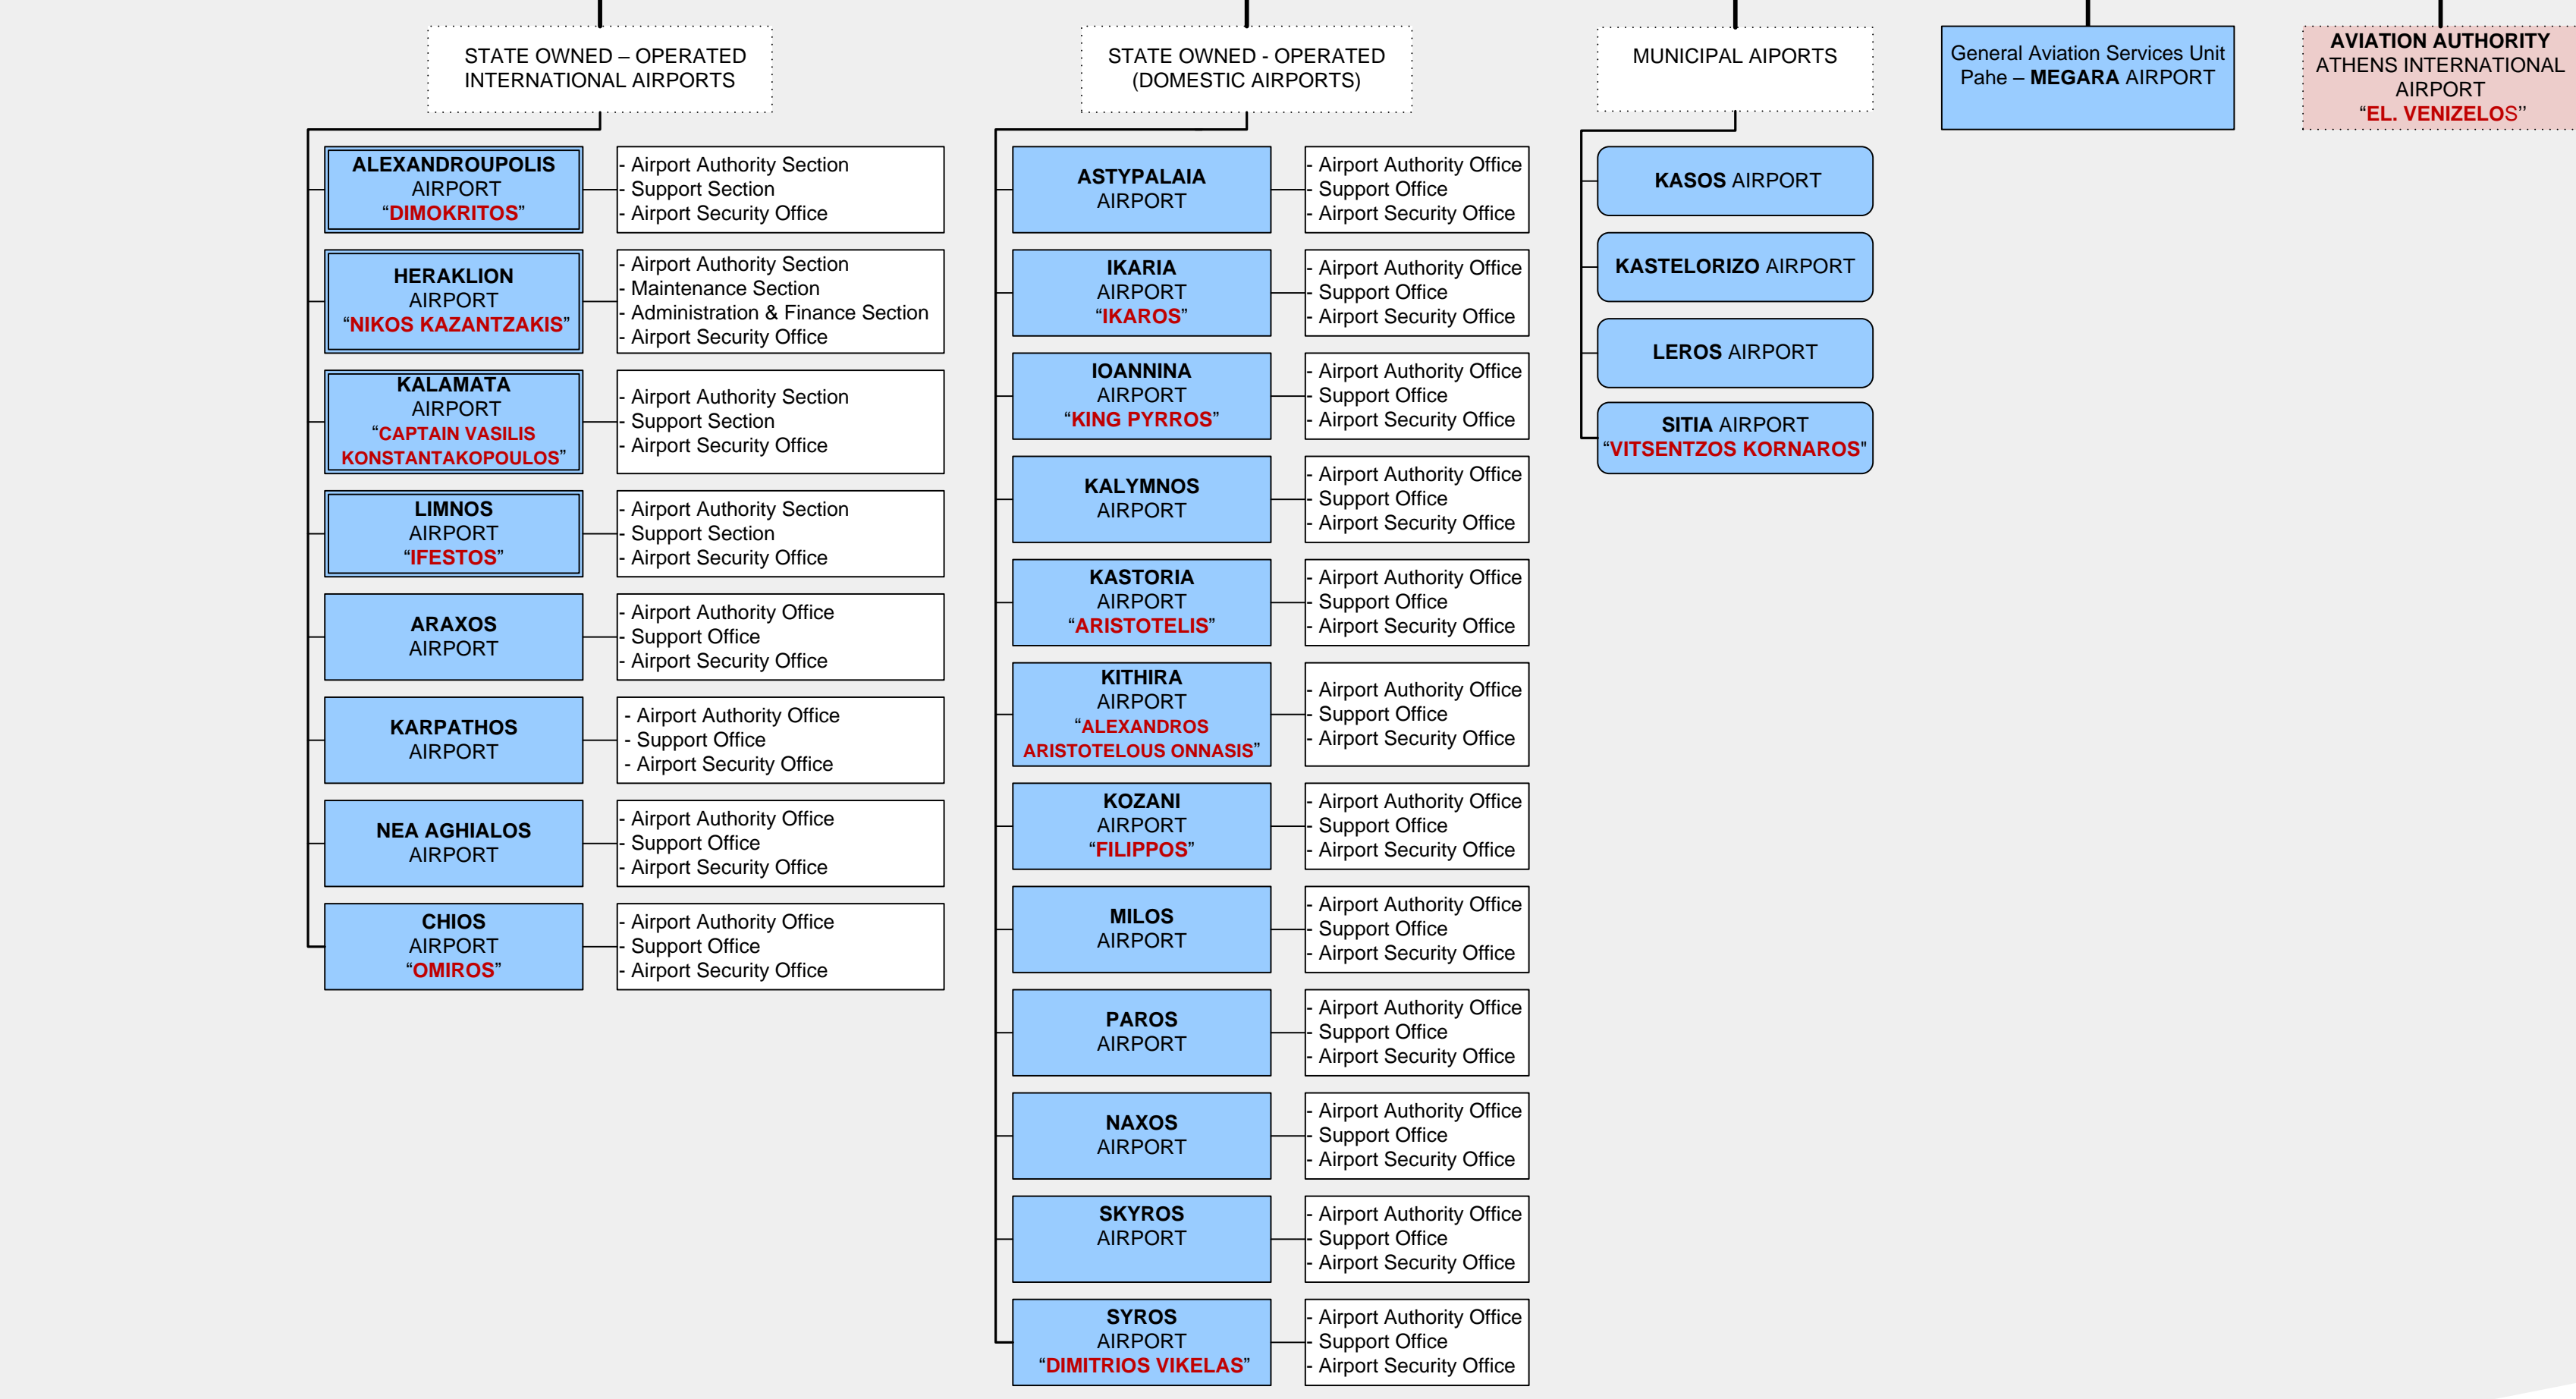 STATE OWNED – OPERATED
INTERNATIONAL AIRPORTS
ALEXANDROUPOLIS
AIRPORT
“DIMOKRITOS”
- Airport Authority Section
- Support Section
- Airport Security Office
HERAKLION
AIRPORT
“NIKOS KAZANTZAKIS”
- Airport Authority Section
- Maintenance Section
- Administration & Finance Section
- Airport Security Office
KALAMATA
AIRPORT
“CAPTAIN VASILIS
KONSTANTAKOPOULOS”
- Airport Authority Section
- Support Section
- Airport Security Office
LIMNOS
AIRPORT
“IFESTOS”
- Airport Authority Section
- Support Section
- Airport Security Office
ARAXOS
AIRPORT
- Airport Authority Office
- Support Office
- Airport Security Office
KARPATHOS
AIRPORT
- Airport Authority Office
- Support Office
- Airport Security Office
NEA AGHIALOS
AIRPORT
- Airport Authority Office
- Support Office
- Airport Security Office
CHIOS
AIRPORT
“OMIROS”
- Airport Authority Office
- Support Office
- Airport Security Office
STATE OWNED - OPERATED
(DOMESTIC AIRPORTS)
ASTYPALAIA
AIRPORT
- Airport Authority Office
- Support Office
- Airport Security Office
IKARIA
AIRPORT
“IKAROS”
- Airport Authority Office
- Support Office
- Airport Security Office
IOANNINA
AIRPORT
“KING PYRROS”
- Airport Authority Office
- Support Office
- Airport Security Office
KALYMNOS
AIRPORT
- Airport Authority Office
- Support Office
- Airport Security Office
KASTORIA
AIRPORT
“ARISTOTELIS”
- Airport Authority Office
- Support Office
- Airport Security Office
KITHIRA
AIRPORT
“ALEXANDROS
ARISTOTELOUS ONNASIS”
- Airport Authority Office
- Support Office
- Airport Security Office
KOZANI
AIRPORT
“FILIPPOS”
- Airport Authority Office
- Support Office
- Airport Security Office
MILOS
AIRPORT
- Airport Authority Office
- Support Office
- Airport Security Office
PAROS
AIRPORT
- Airport Authority Office
- Support Office
- Airport Security Office
NAXOS
AIRPORT
- Airport Authority Office
- Support Office
- Airport Security Office
SKYROS
AIRPORT
- Airport Authority Office
- Support Office
- Airport Security Office
SYROS
AIRPORT
“DIMITRIOS VIKELAS”
- Airport Authority Office
- Support Office
- Airport Security Office
MUNICIPAL AIPORTS
KASOS AIRPORT
KASTELORIZO AIRPORT
LEROS AIRPORT
SITIA AIRPORT
“VITSENTZOS KORNAROS"
General Aviation Services Unit
Pahe – MEGARA AIRPORT
AVIATION AUTHORITY
ATHENS INTERNATIONAL
AIRPORT
“EL. VENIZELOS’’